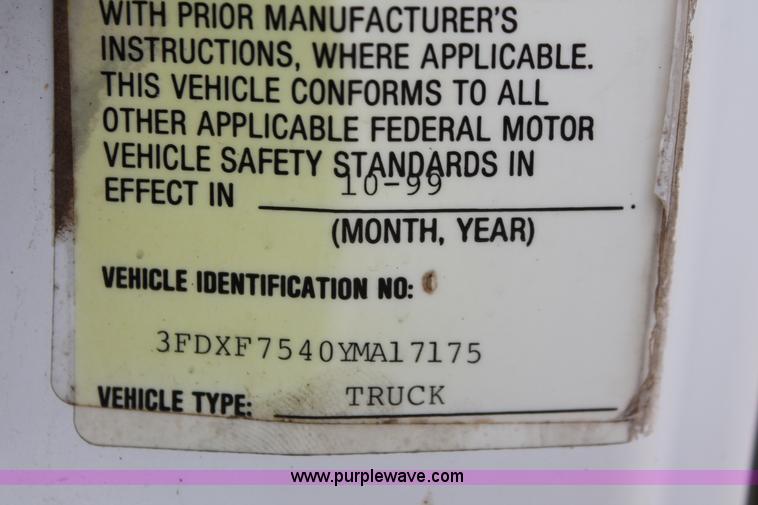 WITH PRIOR MANUFACTURER'S
INSTRUCTIONS, WHERE APPLICABLE.
THIS VEHICLE CONFORMS TO ALL
OTHER APPLICABLE FEDERAL MOTOR
VEHICLE SAFETY STANDARDS IN
EFFECT IN 10-99.
(MONTH, YEAR)
VEHICLE IDENTIFICATION NO:
3FDXF7540YMA17175
VEHICLE TYPE: TRUCK
www.purplewave.com